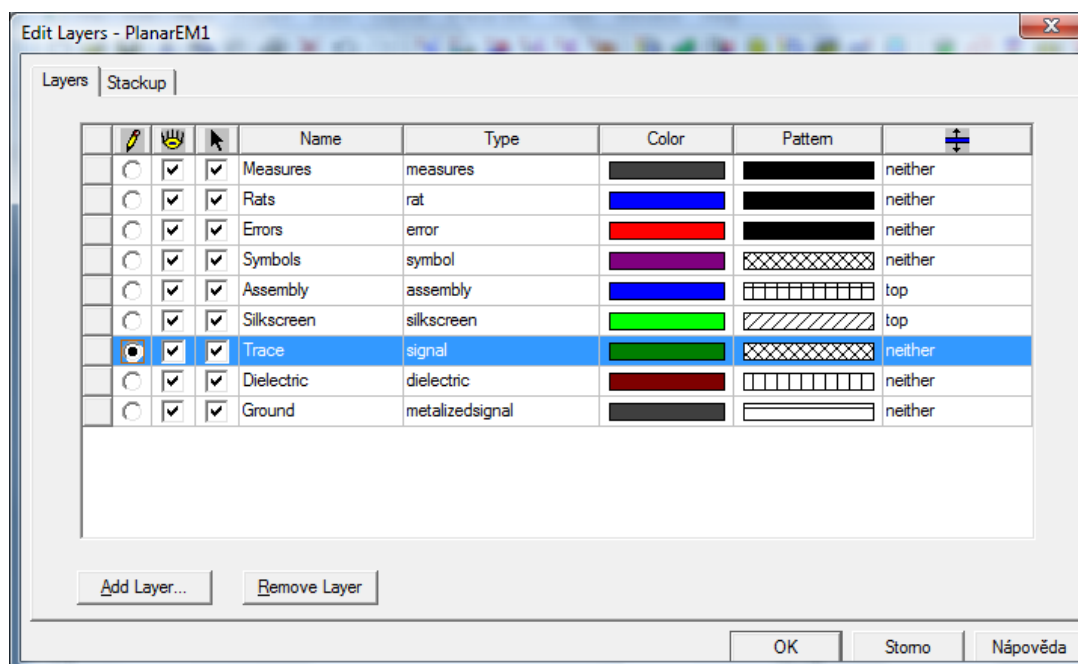 Edit Layers - PlanarEM1
Layers Stackup
Name Type Color Pattern
Measures measures neither
Rats rat neither
Errors error neither
Symbols symbol neither
Assembly assembly top
Silkscreen silkscreen top
Trace signal neither
Dielectric dielectric neither
Ground metalizedsignal neither
Add Layer... Remove Layer
OK Storno Nápověda